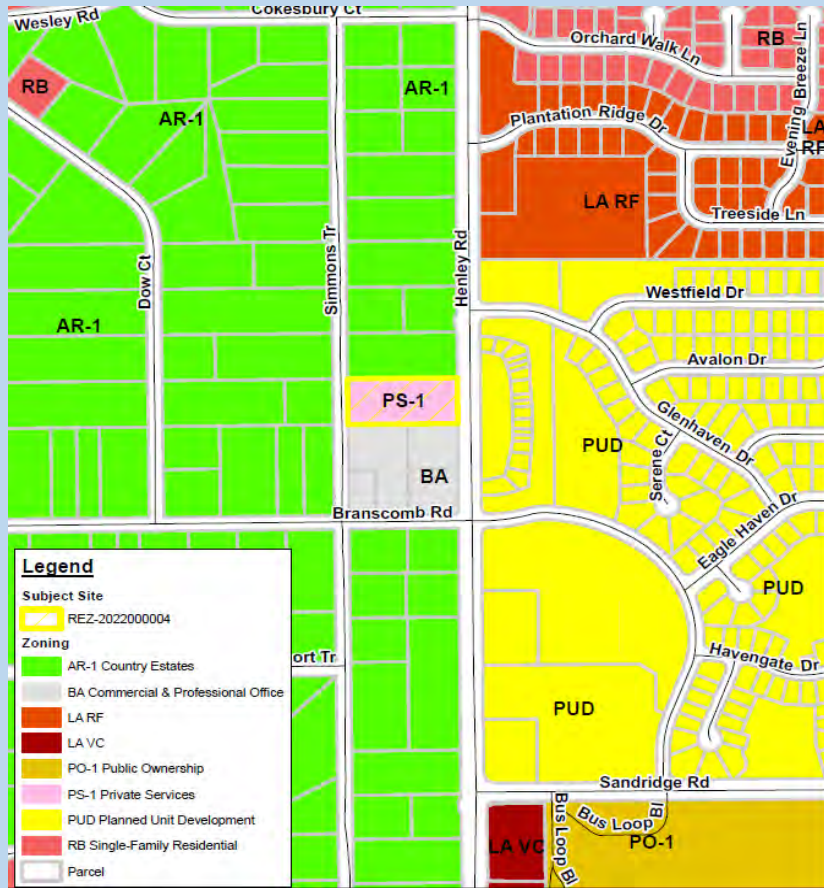 Wesley Rd
Cokesbury Ct
Orchard Walk Ln
RB
Evening Breeze Ln
RB
AR-1
AR-1
Plantation Ridge Dr
LA
RF
LA RF
Treeside Ln
Dow Ct
Simmons Tr
Henley Rd
Westfield Dr
AR-1
Avalon Dr
PS-1
Glenhaven Dr
PUD
Serene Ct
BA
Branscomb Rd
Eagle Haven Dr
PUD
Legend
Subject Site
REZ-2022000004
Zoning
AR-1 Country Estates
BA Commercial & Professional Office
LA RF
LA VC
PO-1 Public Ownership
PS-1 Private Services
PUD Planned Unit Development
RB Single-Family Residential
Parcel
ort Tr
Havengate Dr
PUD
Sandridge Rd
Bus Loop Bl
Bus Loop Bl
LA VC
PO-1